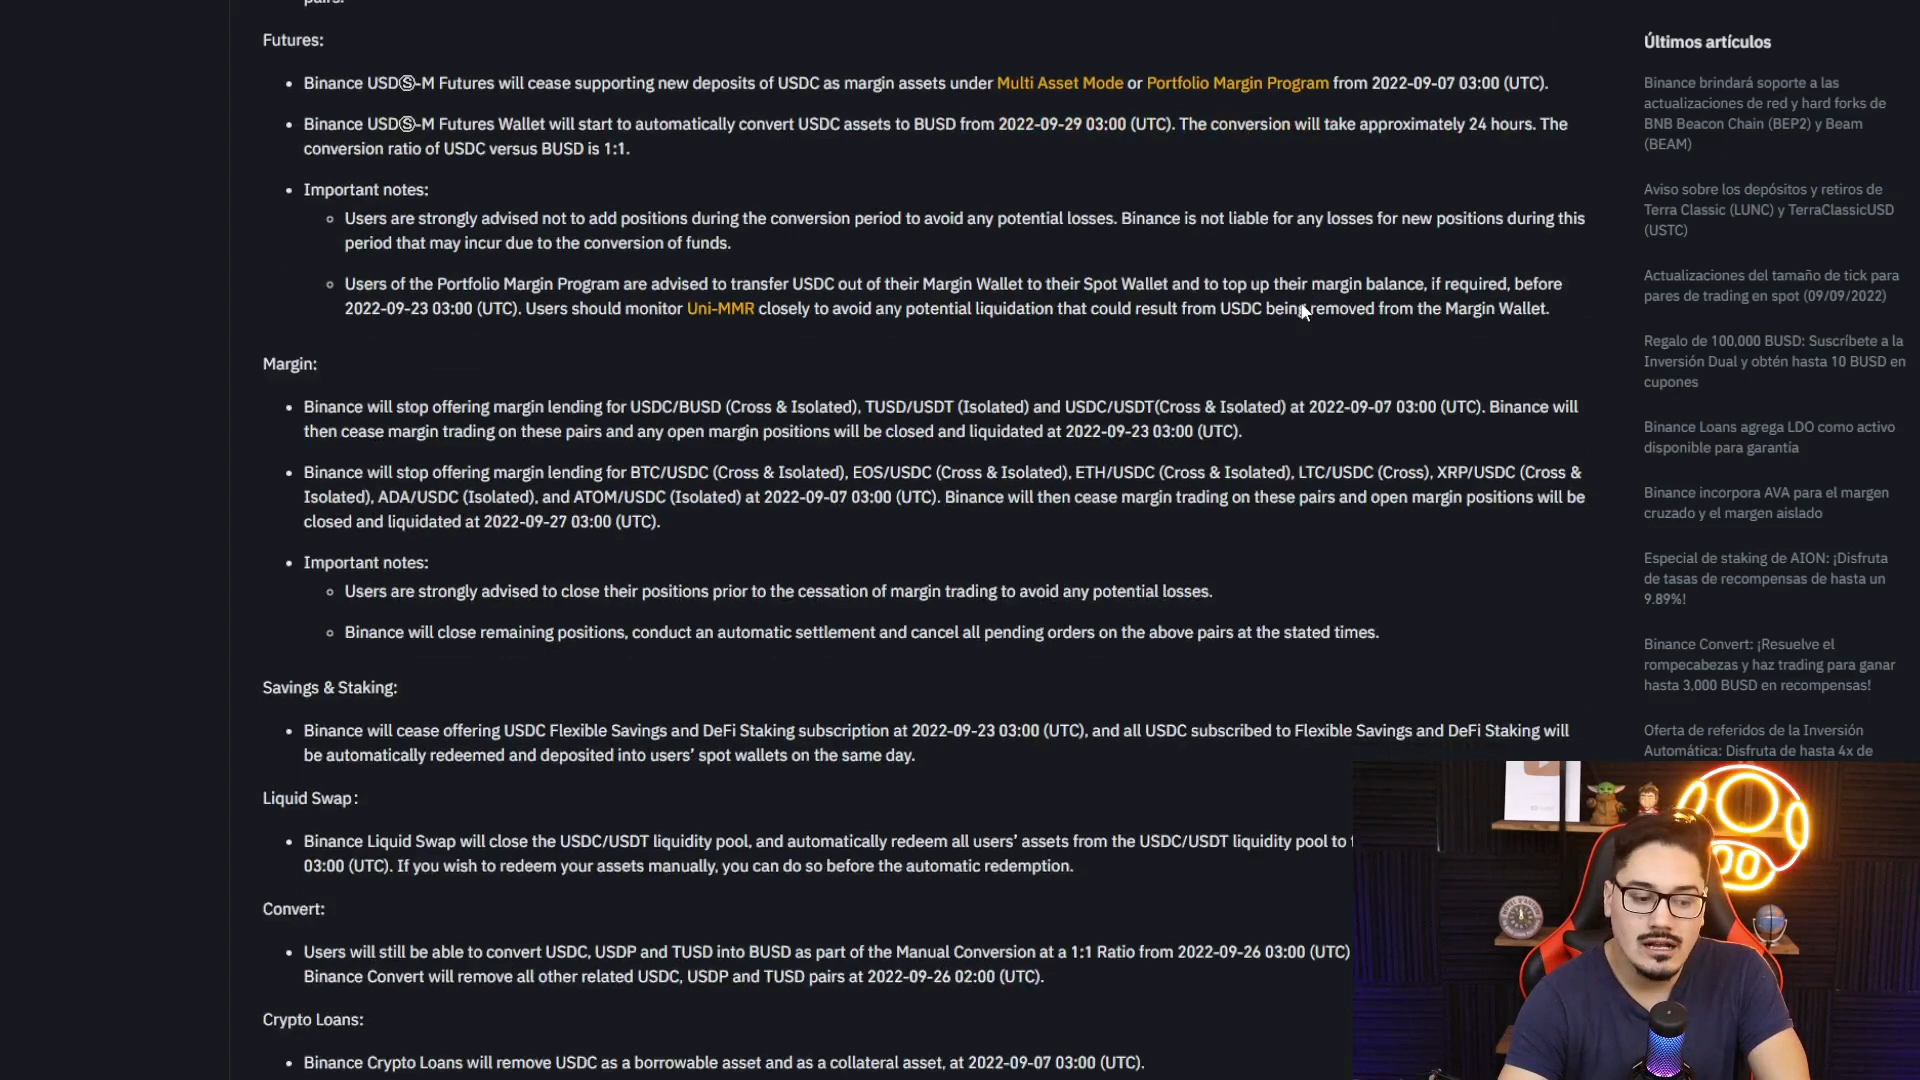 pairs.
Futures:
• Binance USDⓈ-M Futures will cease supporting new deposits of USDC as margin assets under Multi Asset Mode or Portfolio Margin Program from 2022-09-07 03:00 (UTC).
• Binance USDⓈ-M Futures Wallet will start to automatically convert USDC assets to BUSD from 2022-09-29 03:00 (UTC). The conversion will take approximately 24 hours. The
conversion ratio of USDC versus BUSD is 1:1.
• Important notes:
◦ Users are strongly advised not to add positions during the conversion period to avoid any potential losses. Binance is not liable for any losses for new positions during this
period that may incur due to the conversion of funds.
◦ Users of the Portfolio Margin Program are advised to transfer USDC out of their Margin Wallet to their Spot Wallet and to top up their margin balance, if required, before
2022-09-23 03:00 (UTC). Users should monitor Uni-MMR closely to avoid any potential liquidation that could result from USDC being removed from the Margin Wallet.
Margin:
• Binance will stop offering margin lending for USDC/BUSD (Cross & Isolated), TUSD/USDT (Isolated) and USDC/USDT(Cross & Isolated) at 2022-09-07 03:00 (UTC). Binance will
then cease margin trading on these pairs and any open margin positions will be closed and liquidated at 2022-09-23 03:00 (UTC).
• Binance will stop offering margin lending for BTC/USDC (Cross & Isolated), EOS/USDC (Cross & Isolated), ETH/USDC (Cross & Isolated), LTC/USDC (Cross), XRP/USDC (Cross &
Isolated), ADA/USDC (Isolated), and ATOM/USDC (Isolated) at 2022-09-07 03:00 (UTC). Binance will then cease margin trading on these pairs and open margin positions will be
closed and liquidated at 2022-09-27 03:00 (UTC).
• Important notes:
◦ Users are strongly advised to close their positions prior to the cessation of margin trading to avoid any potential losses.
◦ Binance will close remaining positions, conduct an automatic settlement and cancel all pending orders on the above pairs at the stated times.
Savings & Staking:
• Binance will cease offering USDC Flexible Savings and DeFi Staking subscription at 2022-09-23 03:00 (UTC), and all USDC subscribed to Flexible Savings and DeFi Staking will
be automatically redeemed and deposited into users’ spot wallets on the same day.
Liquid Swap:
• Binance Liquid Swap will close the USDC/USDT liquidity pool, and automatically redeem all users’ assets from the USDC/USDT liquidity pool to
03:00 (UTC). If you wish to redeem your assets manually, you can do so before the automatic redemption.
Convert:
• Users will still be able to convert USDC, USDP and TUSD into BUSD as part of the Manual Conversion at a 1:1 Ratio from 2022-09-26 03:00 (UTC)
Binance Convert will remove all other related USDC, USDP and TUSD pairs at 2022-09-26 02:00 (UTC).
Crypto Loans:
• Binance Crypto Loans will remove USDC as a borrowable asset and as a collateral asset, at 2022-09-07 03:00 (UTC).
Últimos artículos
Binance brindará soporte a las
actualizaciones de red y hard forks de
BNB Beacon Chain (BEP2) y Beam
(BEAM)
Aviso sobre los depósitos y retiros de
Terra Classic (LUNC) y TerraClassicUSD
(USTC)
Actualizaciones del tamaño de tick para
pares de trading en spot (09/09/2022)
Regalo de 100,000 BUSD: Suscríbete a la
Inversión Dual y obtén hasta 10 BUSD en
cupones
Binance Loans agrega LDO como activo
disponible para garantía
Binance incorpora AVA para el margen
cruzado y el margen aislado
Especial de staking de AION: ¡Disfruta
de tasas de recompensas de hasta un
9.89%!
Binance Convert: ¡Resuelve el
rompecabezas y haz trading para ganar
hasta 3,000 BUSD en recompensas!
Oferta de referidos de la Inversión
Automática: Disfruta de hasta 4x de